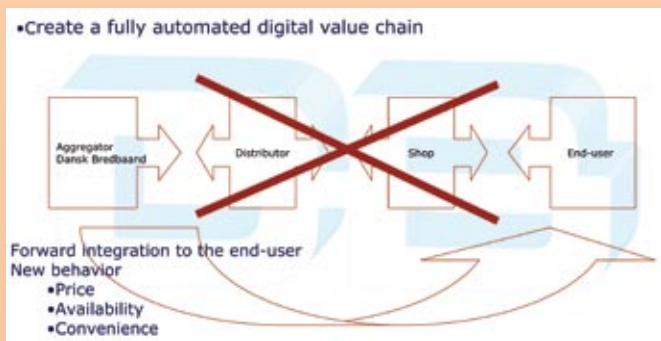 •Create a fully automated digital value chain
Aggregator
Dansk Bredbaand
Distributor
Shop
End-user
Forward integration to the end-user
New behavior
•Price
•Availability
•Convenience